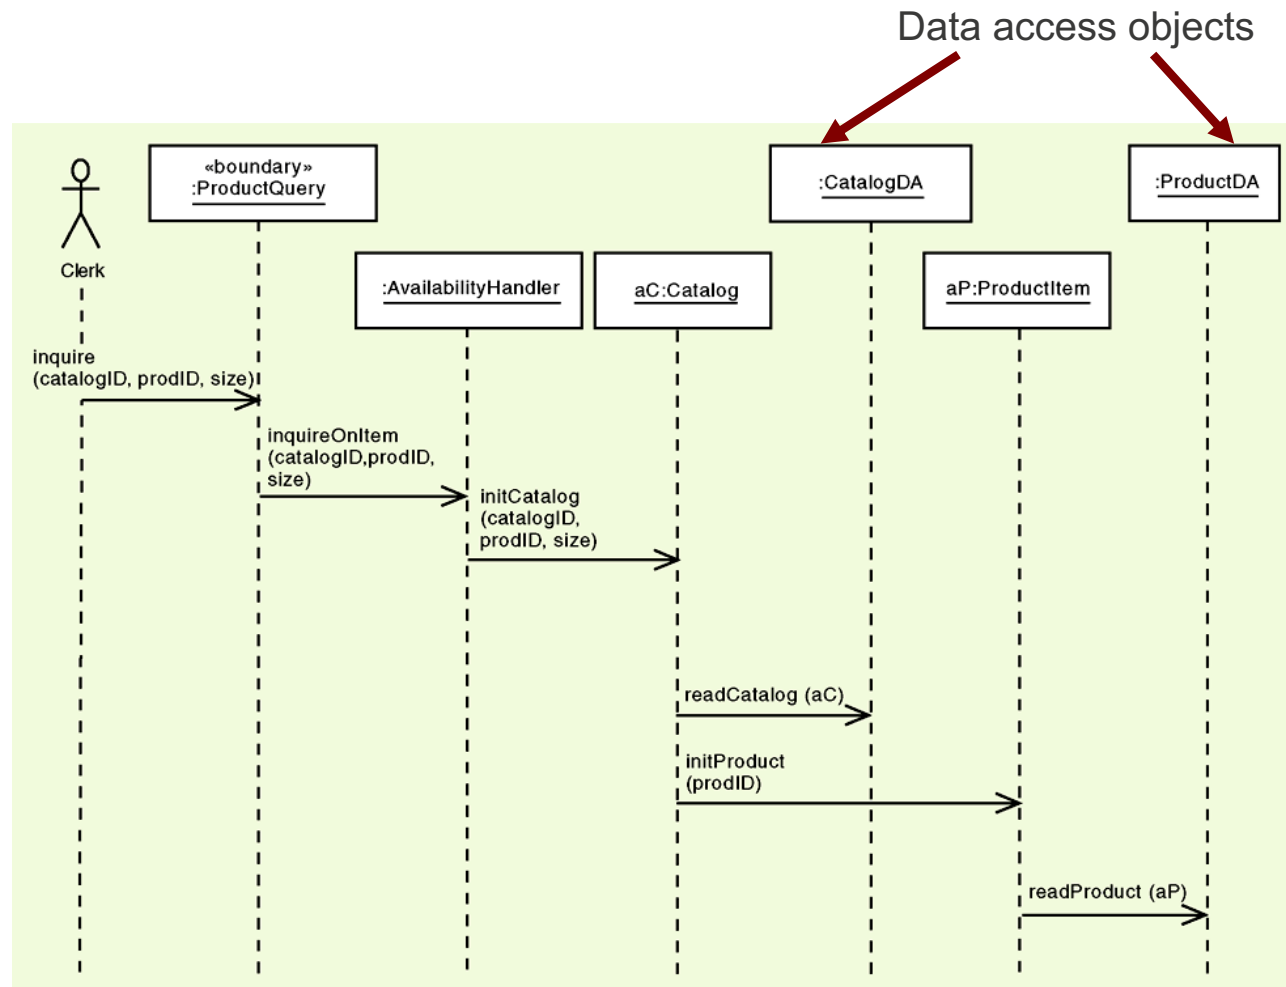 Data access objects
«boundary»
:ProductQuery
:CatalogDA
:ProductDA
Clerk
:AvailabilityHandler
aC:Catalog
aP:ProductItem
inquire
(catalogID, prodID, size)
inquireOnItem
(catalogID,prodID,
size)
initCatalog
(catalogID,
prodID, size)
readCatalog (aC)
initProduct
(prodID)
readProduct (aP)